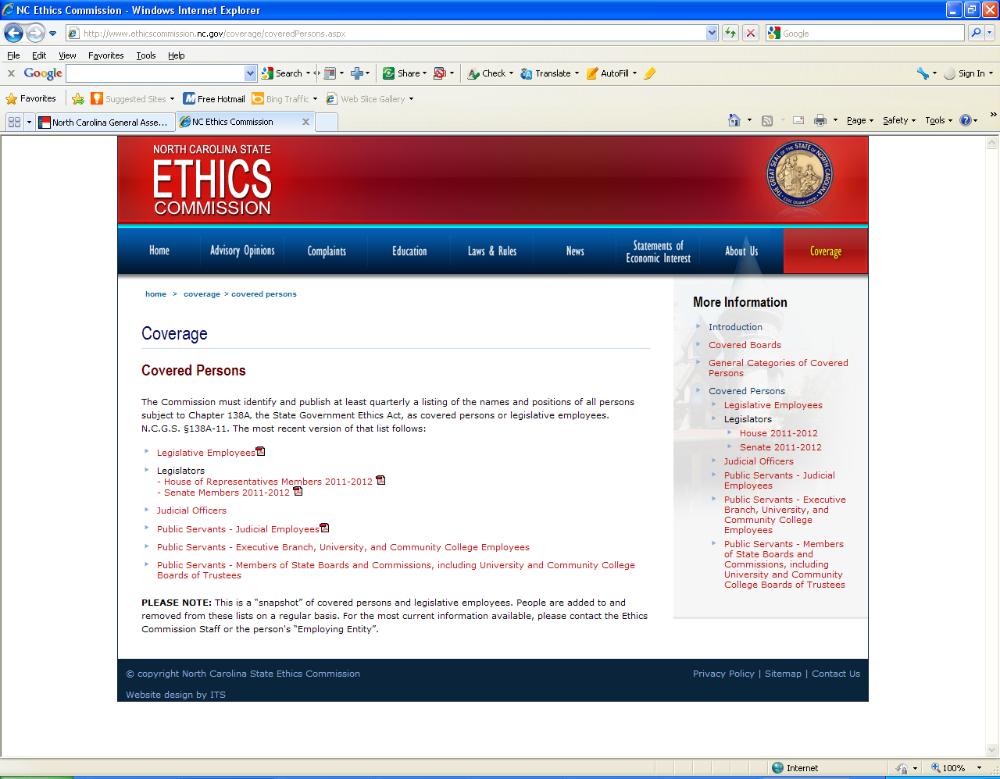 NC Ethics Commission - Windows Internet Explorer
http://www.ethicscommission.nc.gov/coverage/coveredPersons.aspx
Google
File Edit View Favorites Tools Help
x Google Search Share Check Translate AutoFill Sign In
Favorites Suggested Sites Free Hotmail Bing Traffic Web Slice Gallery
North Carolina General Asse... NC Ethics Commission Page Safety Tools »
NORTH CAROLINA STATE
ETHICS
COMMISSION
THE GREAT SEAL OF THE STATE OF NORTH CAROLINA
ESSE QUAM VIDERI
Home Advisory Opinions Complaints Education Laws & Rules News Statements of Economic Interest About Us Coverage
home > coverage > covered persons
Coverage
Covered Persons
The Commission must identify and publish at least quarterly a listing of the names and positions of all persons
subject to Chapter 138A, the State Government Ethics Act, as covered persons or legislative employees.
N.C.G.S. §138A-11. The most recent version of that list follows:
Legislative Employees
Legislators
- House of Representatives Members 2011-2012
- Senate Members 2011-2012
Judicial Officers
Public Servants - Judicial Employees
Public Servants - Executive Branch, University, and Community College Employees
Public Servants - Members of State Boards and Commissions, including University and Community College
Boards of Trustees
PLEASE NOTE: This is a “snapshot” of covered persons and legislative employees. People are added to and
removed from these lists on a regular basis. For the most current information available, please contact the Ethics
Commission Staff or the person's “Employing Entity”.
More Information
Introduction
Covered Boards
General Categories of Covered
Persons
Covered Persons
Legislative Employees
Legislators
House 2011-2012
Senate 2011-2012
Judicial Officers
Public Servants - Judicial
Employees
Public Servants - Executive
Branch, University, and
Community College
Employees
Public Servants - Members
of State Boards and
Commissions, including
University and Community
College Boards of Trustees
© copyright North Carolina State Ethics Commission
Privacy Policy | Sitemap | Contact Us
Website design by ITS
Internet 100%